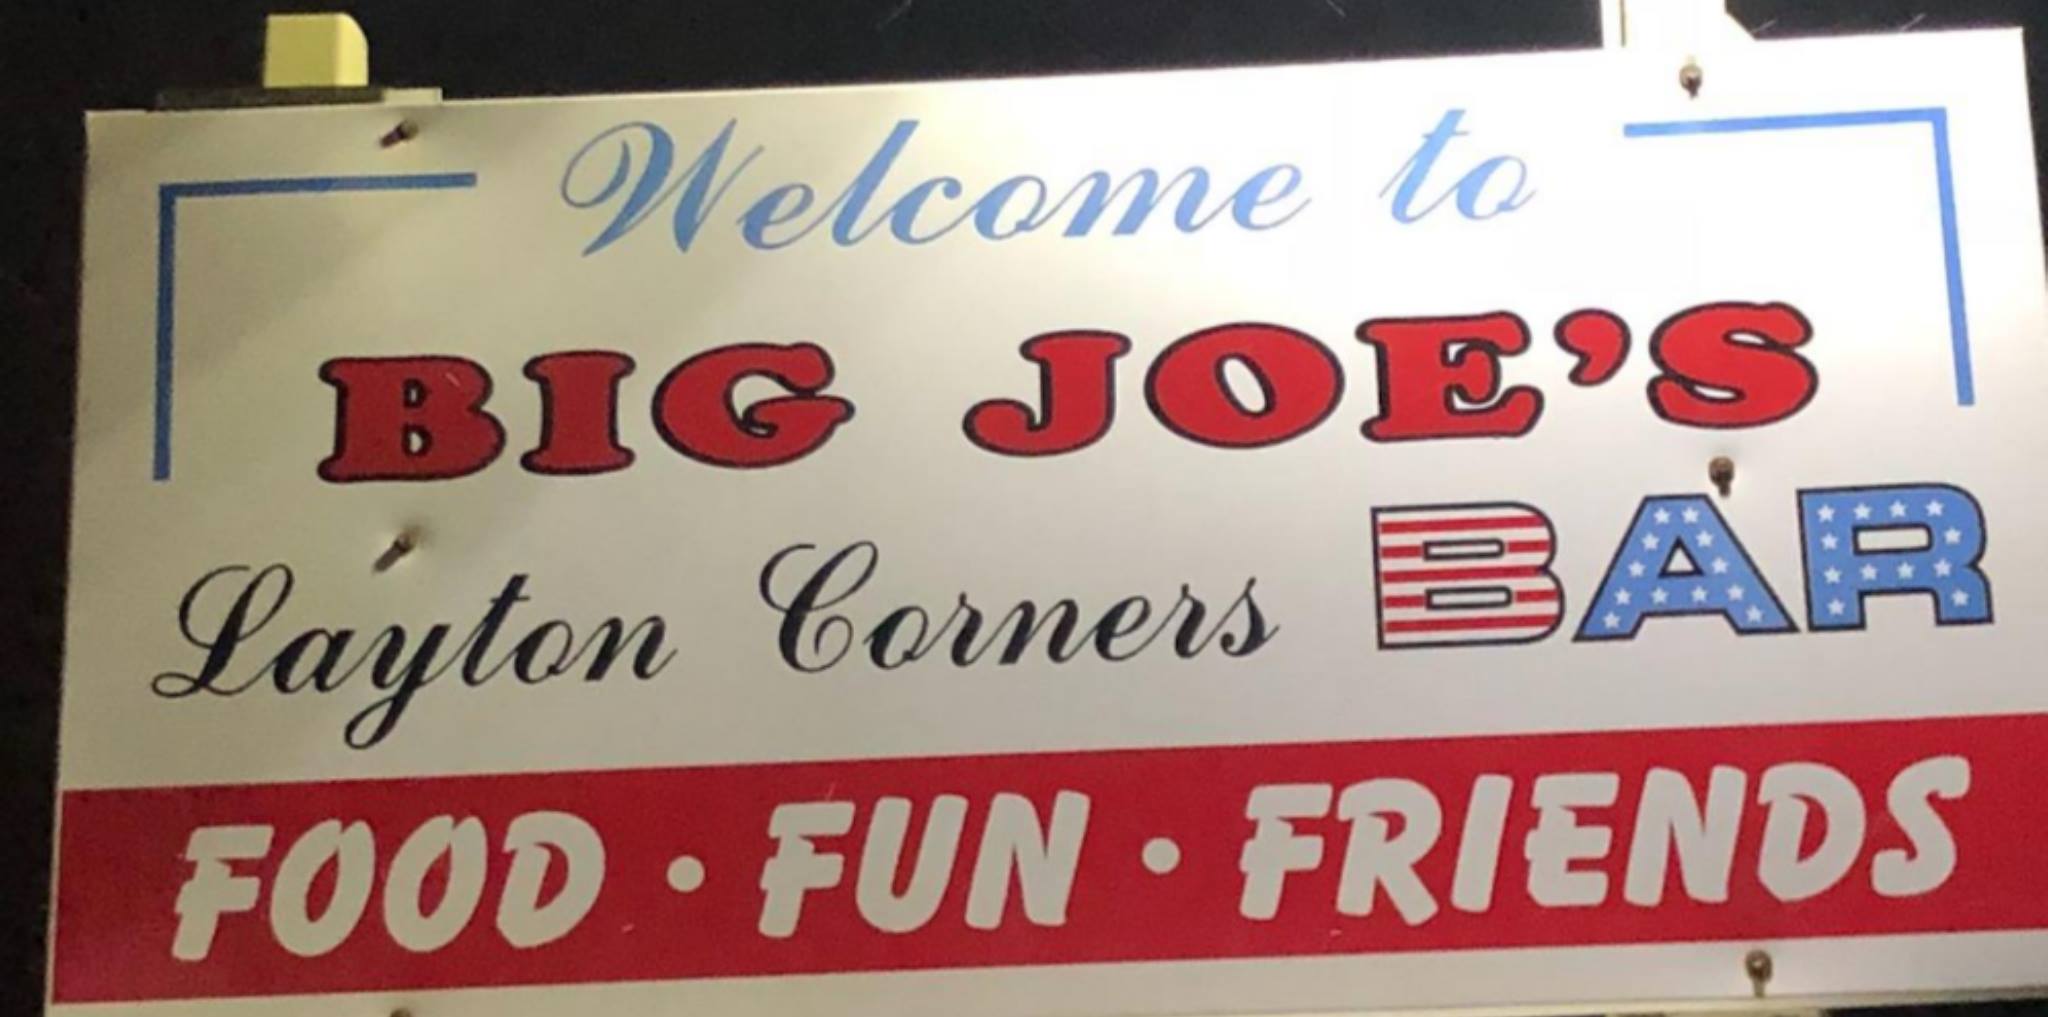 Welcome to
BIG JOE'S
Layton Corners BAR
FOOD • FUN • FRIENDS